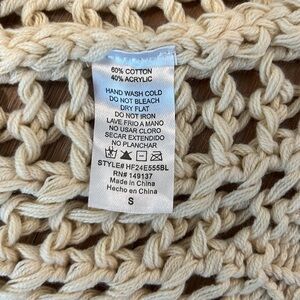 60% COTTON
40% ACRYLIC
HAND WASH COLD
DO NOT BLEACH
DRY FLAT
DO NOT IRON
LAVE FRIO A MANO
NO USAR CLORO
SECAR EXTENDIDO
NO PLANCHAR
STYLE# HF24E555BL
RN# 149137
Made in China
Hecho en China
S